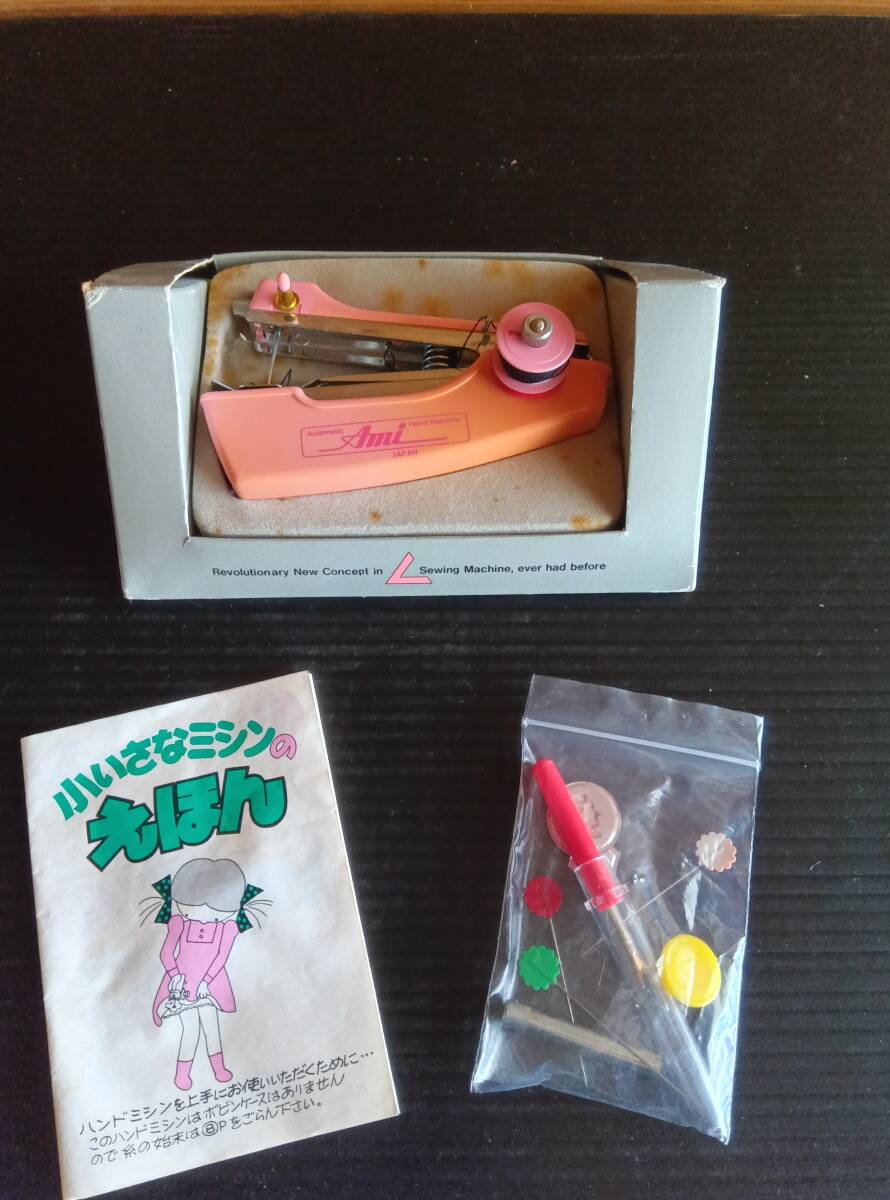 Automatic Ami Hand Machine
JAPAN
Revolutionary New Concept in Sewing Machine, ever had before
小いさなミシンの
えほん
ハンドミシンを上手にお使いいただくために…
このハンドミシンはボビンケースはありません
ので糸の始末は⑧Pをごらん下さい。